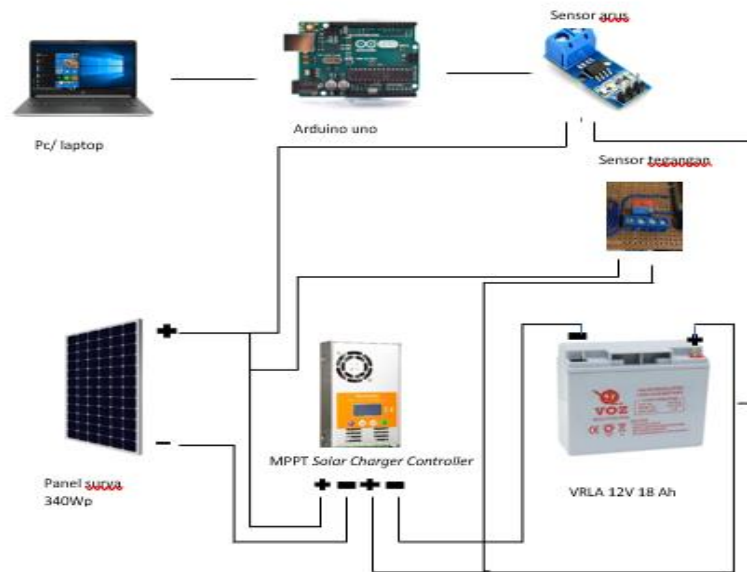 Sensor arus
Pc/ laptop
Arduino uno
Sensor tegangan
MPPT Solar Charger Controller
Panel surya
340Wp
VOZ
VRLA 12V 18 Ah